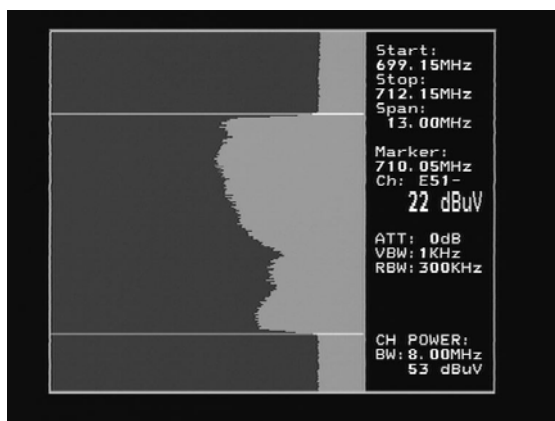 Start:
699.15MHz
Stop:
712.15MHz
Span:
13.00MHz
Marker:
710.05MHz
Ch: E51-
22 dBuV
ATT: 0dB
VBW:1KHz
RBW:300KHz
CH POWER:
BW:8.00MHz
53 dBuV